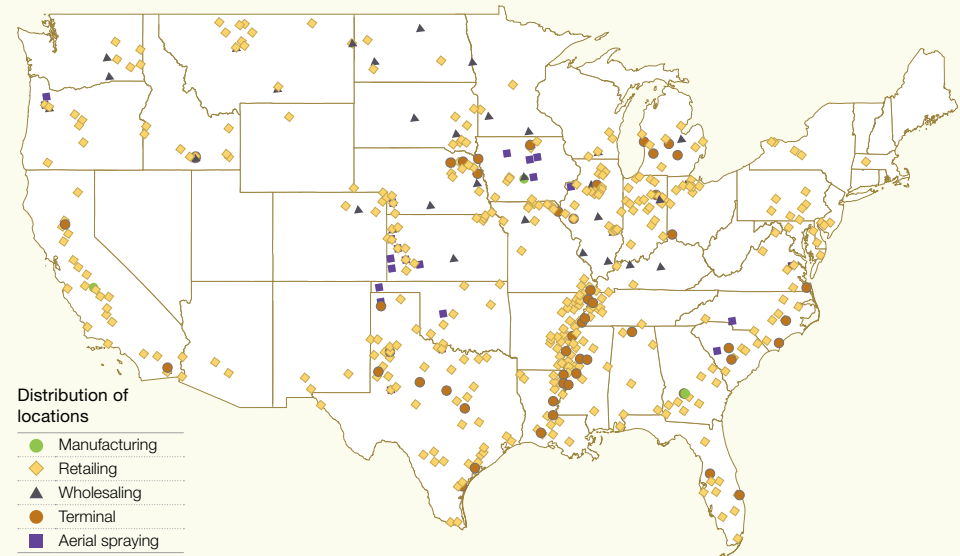 Distribution of
locations
Manufacturing
Retailing
Wholesaling
Terminal
Aerial spraying